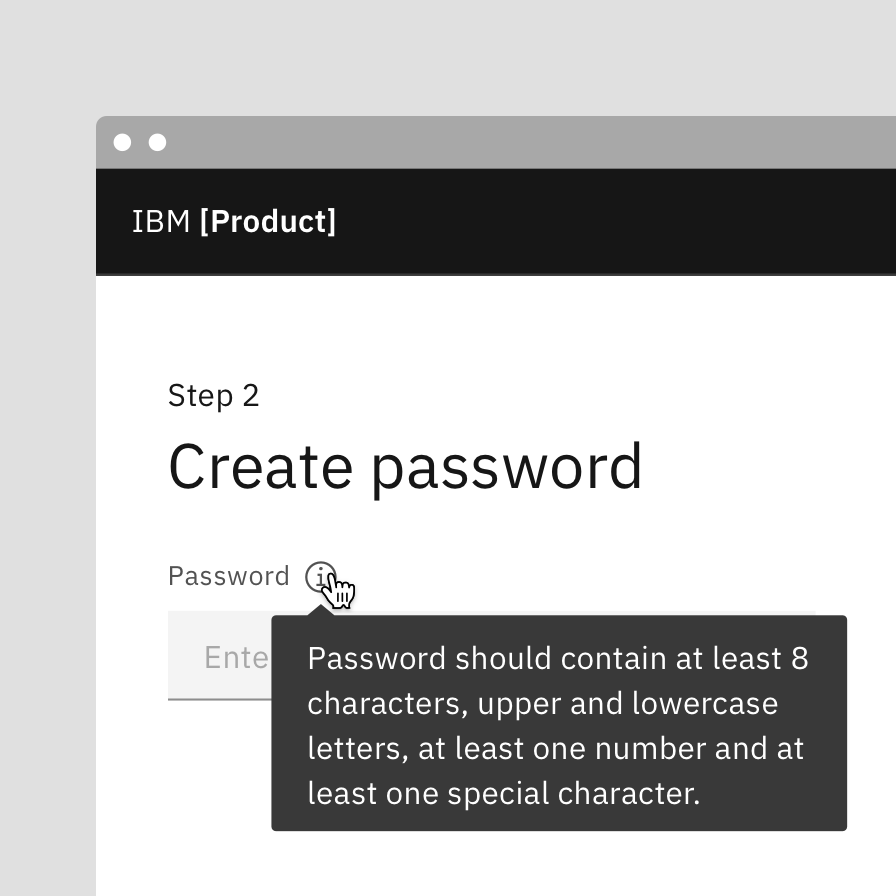 IBM [Product]
Step 2
Create password
Password
Ente
Password should contain at least 8
characters, upper and lowercase
letters, at least one number and at
least one special character.